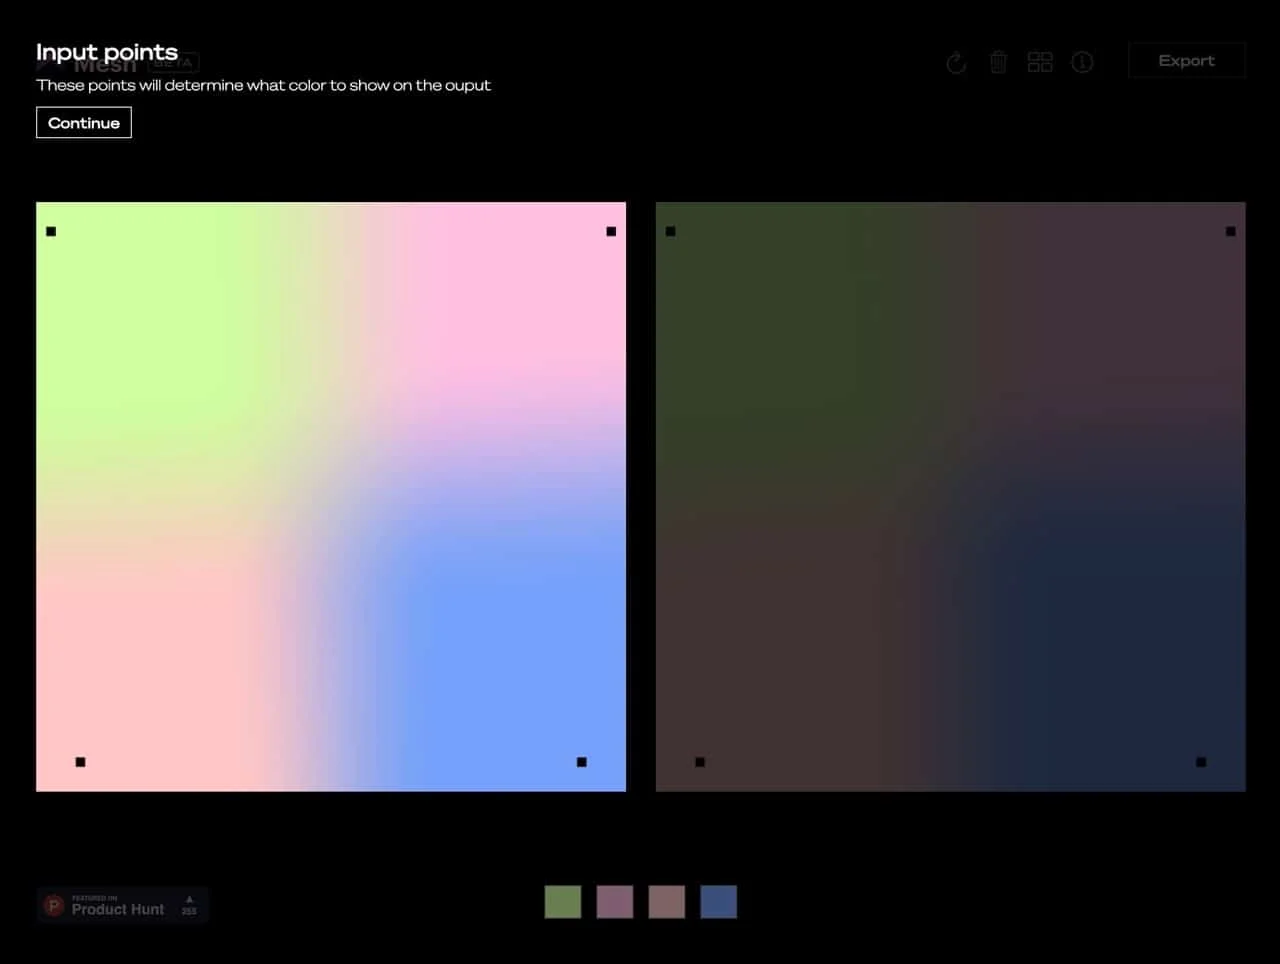 Input points
Mesh BETA
These points will determine what color to show on the ouput
Continue
Export
FEATURED ON
Product Hunt
255